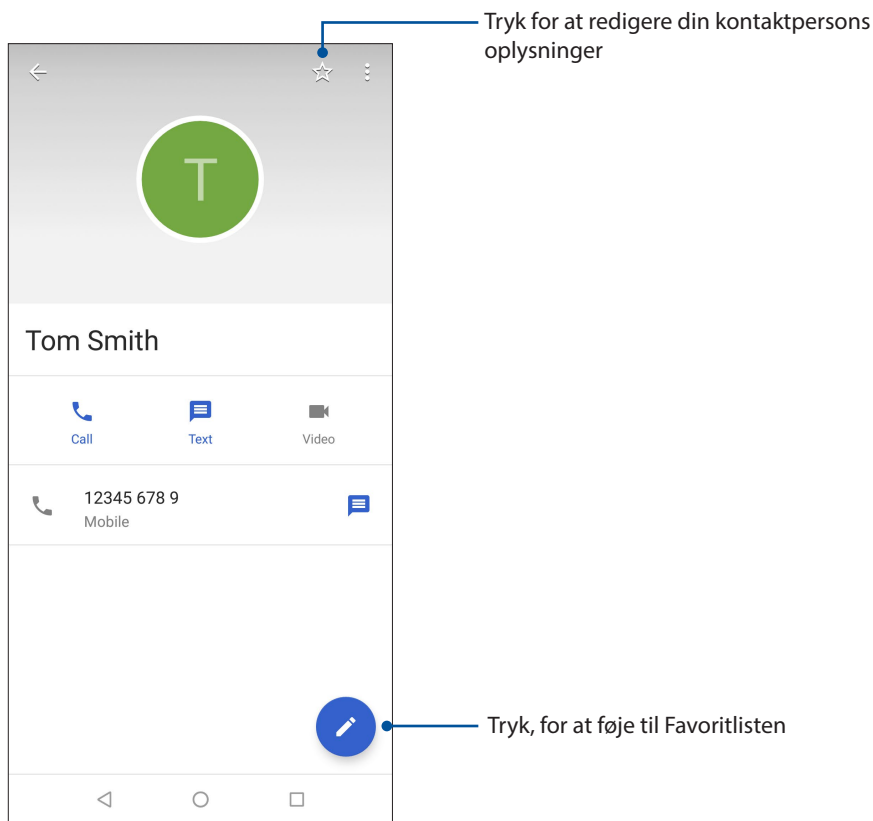 Tryk for at redigere din kontaktpersons
oplysninger
T
Tom Smith
Call Text Video
12345 678 9
Mobile
Tryk, for at føje til Favoritlisten